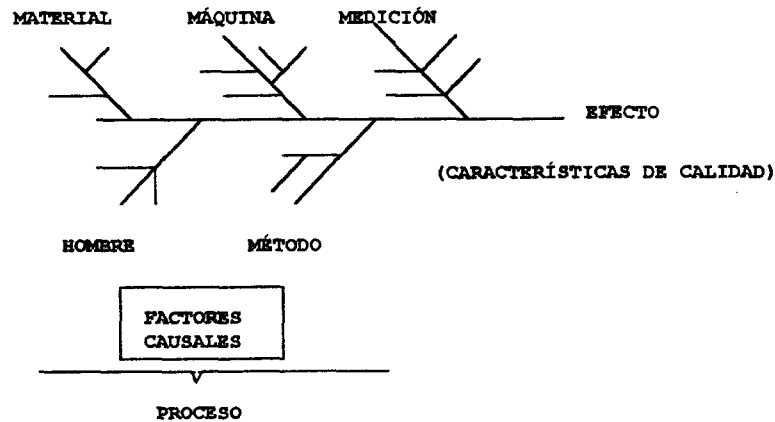 MATERIAL MÁQUINA MEDICIÓN
EFECTO
(CARACTERÍSTICAS DE CALIDAD)
HOMBRE MÉTODO
FACTORES
CAUSALES
PROCESO